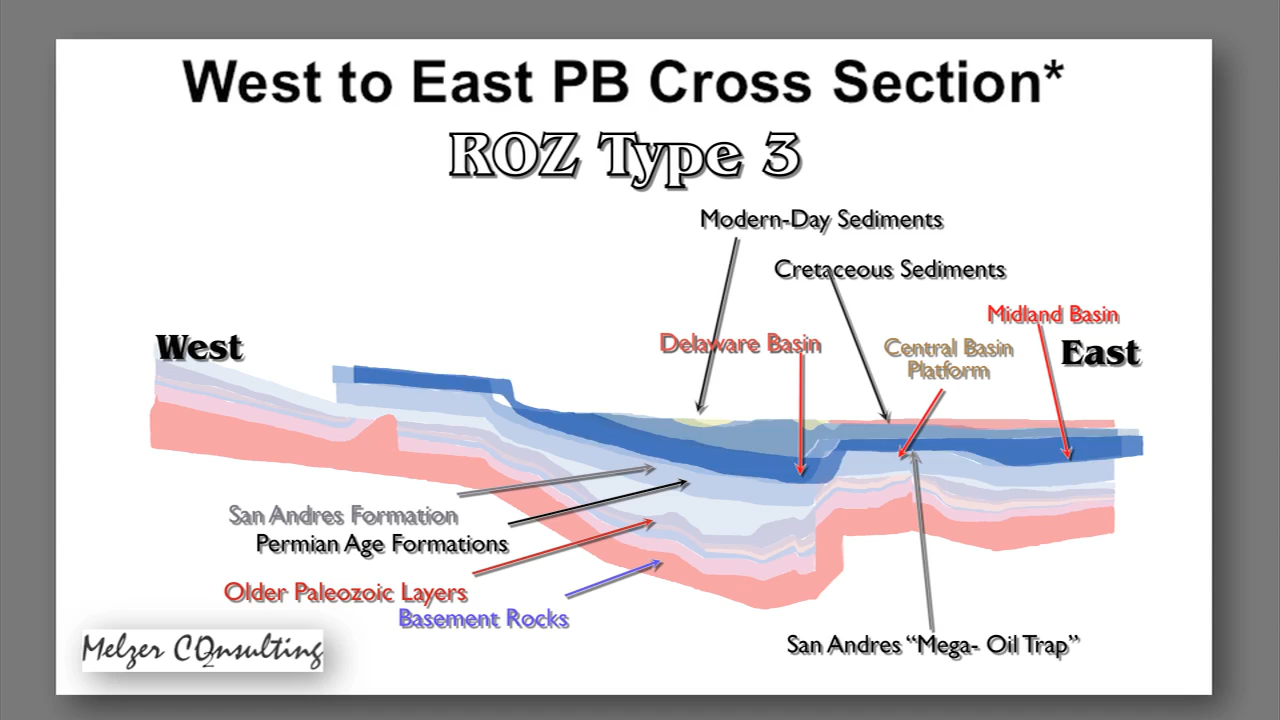 West to East PB Cross Section*
ROZ Type 3
Modern-Day Sediments
Cretaceous Sediments
Midland Basin
Delaware Basin
Central Basin
Platform
West
East
San Andres Formation
Permian Age Formations
Older Paleozoic Layers
Basement Rocks
San Andres “Mega- Oil Trap”
Melzer CO2nsulting